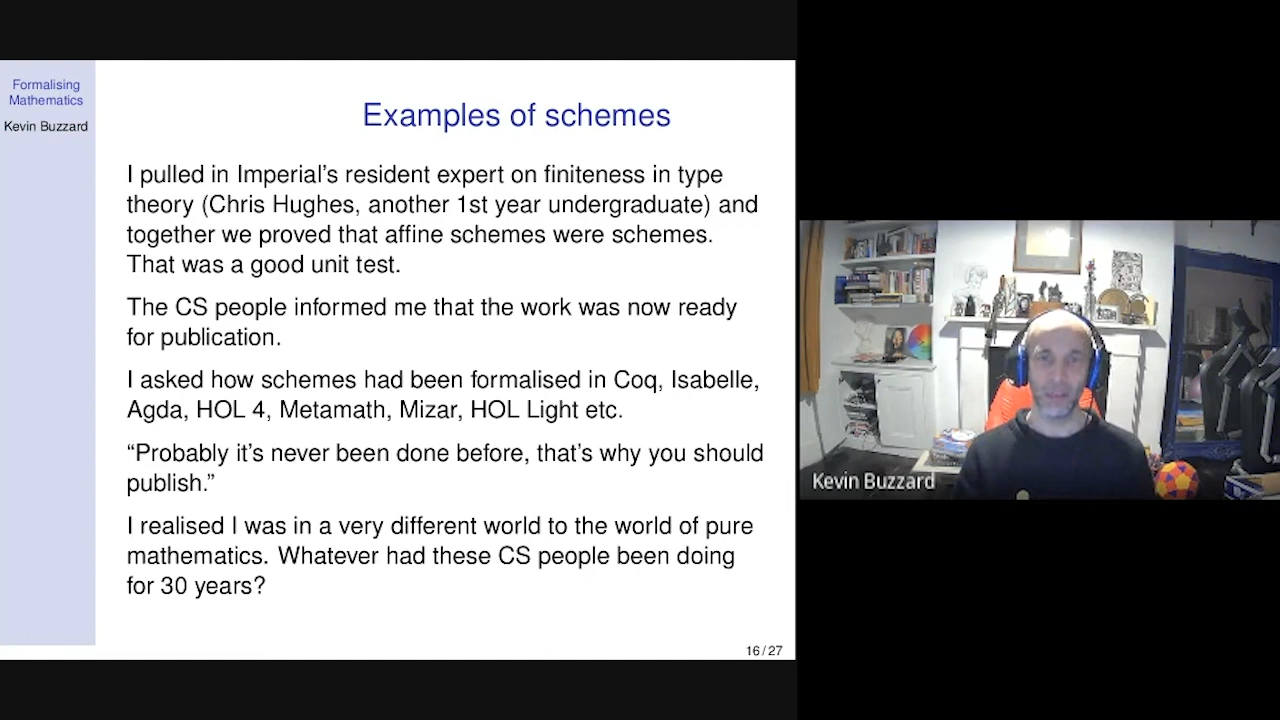 Formalising
Mathematics
Kevin Buzzard
Examples of schemes
I pulled in Imperial’s resident expert on finiteness in type
theory (Chris Hughes, another 1st year undergraduate) and
together we proved that affine schemes were schemes.
That was a good unit test.
The CS people informed me that the work was now ready
for publication.
I asked how schemes had been formalised in Coq, Isabelle,
Agda, HOL 4, Metamath, Mizar, HOL Light etc.
“Probably it’s never been done before, that’s why you should
publish.”
I realised I was in a very different world to the world of pure
mathematics. Whatever had these CS people been doing
for 30 years?
16/27
Kevin Buzzard